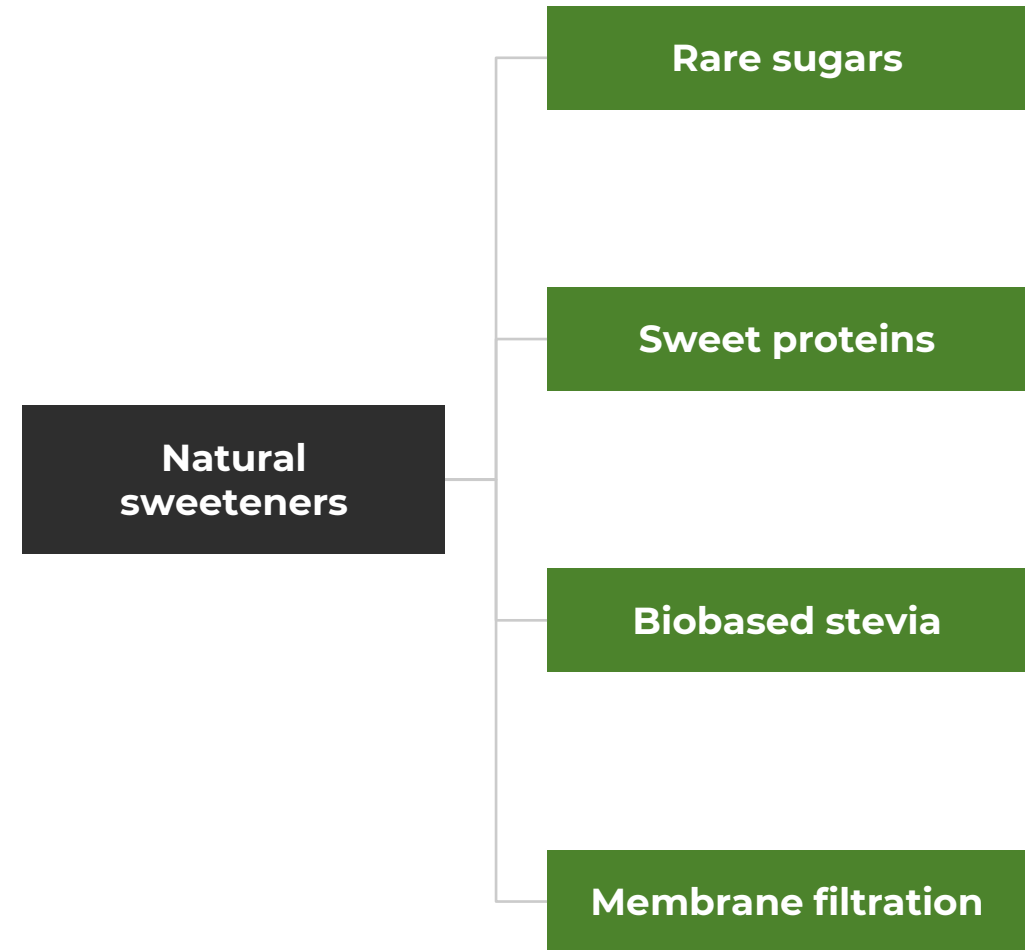 Rare sugars
Sweet proteins
Natural
sweeteners
Biobased stevia
Membrane filtration